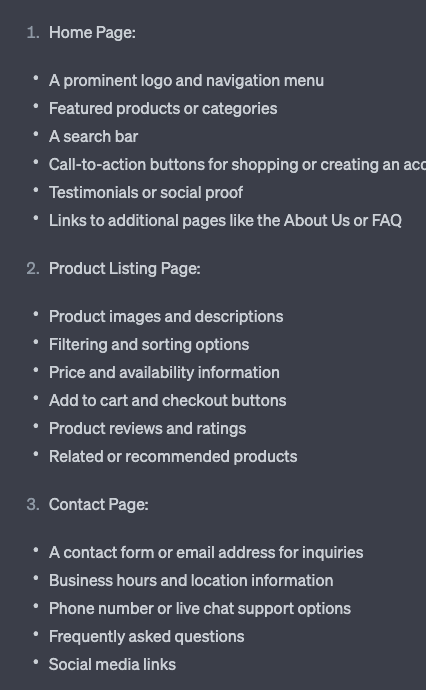 1. Home Page:
• A prominent logo and navigation menu
• Featured products or categories
• A search bar
• Call-to-action buttons for shopping or creating an
• Testimonials or social proof
• Links to additional pages like the About Us or FAQ
2. Product Listing Page:
• Product images and descriptions
• Filtering and sorting options
• Price and availability information
• Add to cart and checkout buttons
• Product reviews and ratings
• Related or recommended products
3. Contact Page:
• A contact form or email address for inquiries
• Business hours and location information
• Phone number or live chat support options
• Frequently asked questions
• Social media links